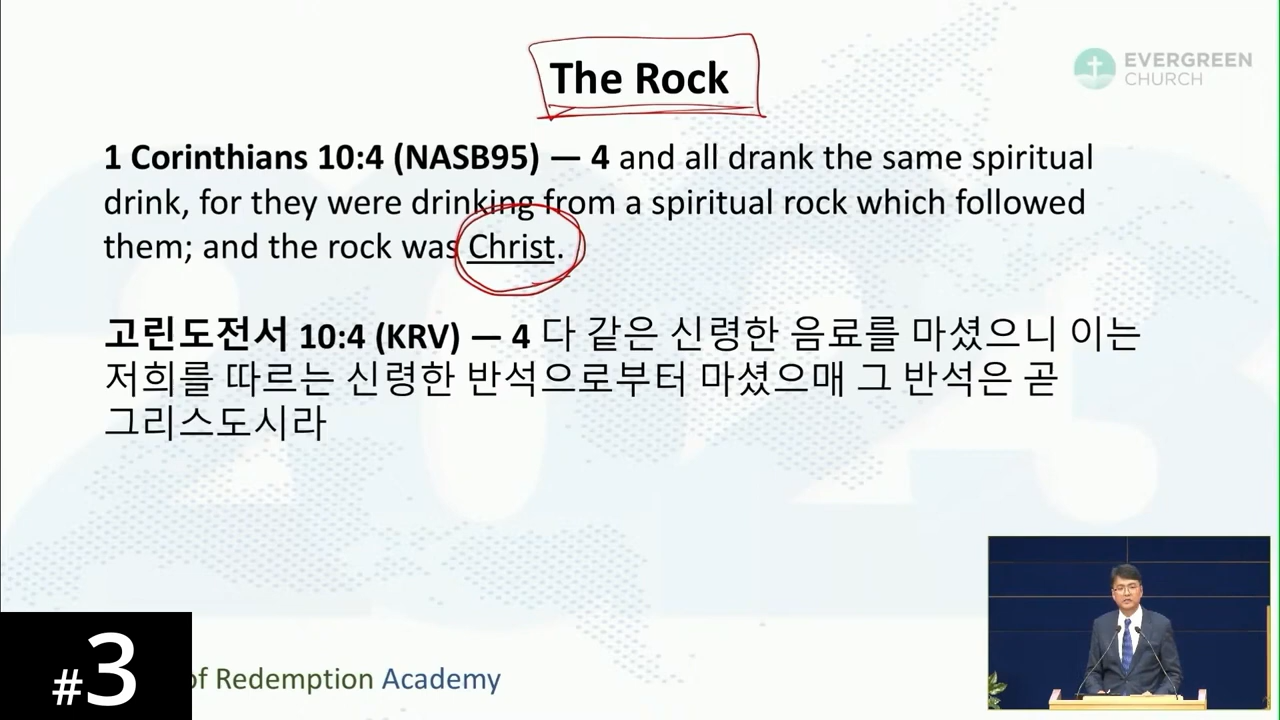 The Rock
EVERGREEN
CHURCH
1 Corinthians 10:4 (NASB95) — 4 and all drank the same spiritual
drink, for they were drinking from a spiritual rock which followed
them; and the rock was Christ.
고린도전서 10:4 (KRV) — 4 다 같은 신령한 음료를 마셨으니 이는
저희를 따르는 신령한 반석으로부터 마셨으매 그 반석은 곧
그리스도시라
#3
of Redemption Academy